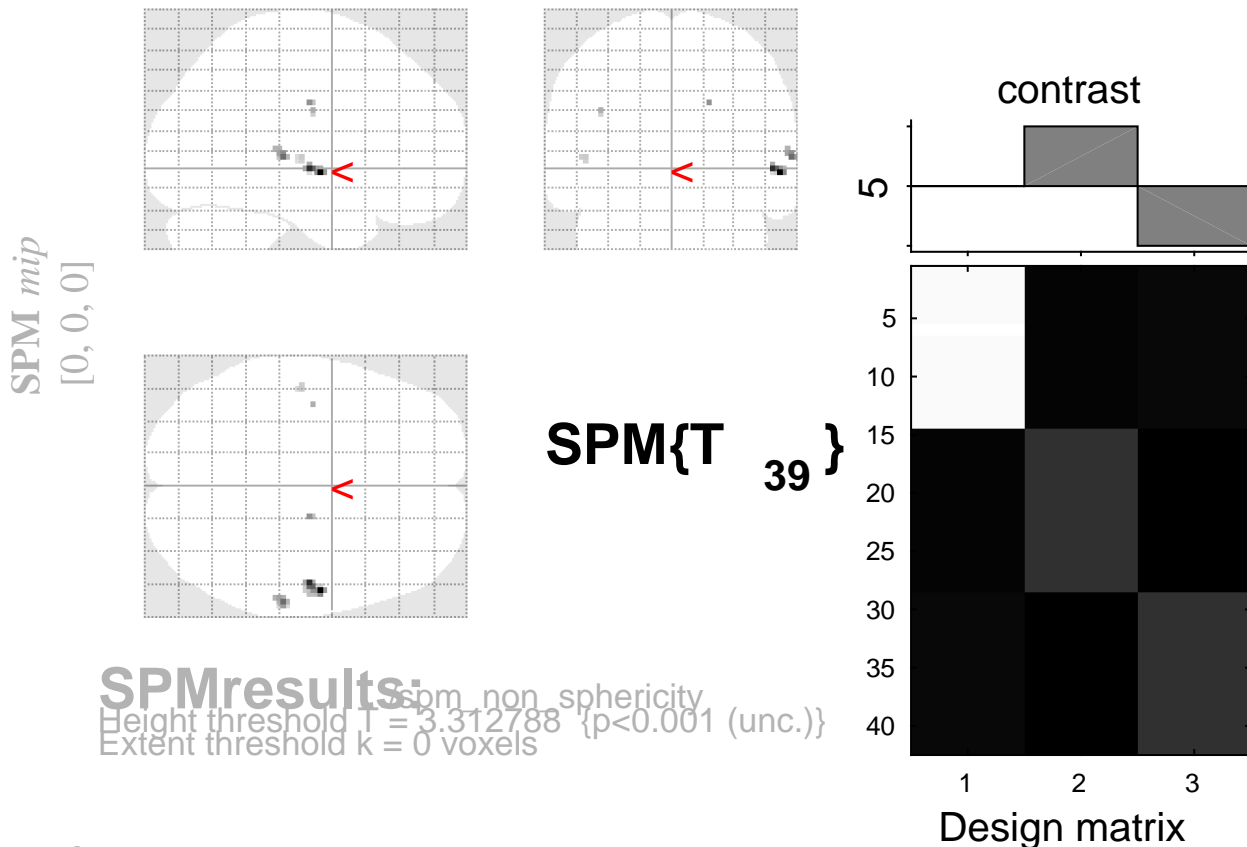 SPM mip
[0, 0, 0]
<
<
<
SPM{T39}
SPMresults: ./spm_non_sphericity
Height threshold T = 3.312788 {p<0.001 (unc.)}
Extent threshold k = 0 voxels
contrast
5
5
10
15
20
25
30
35
40
1 2 3
Design matrix